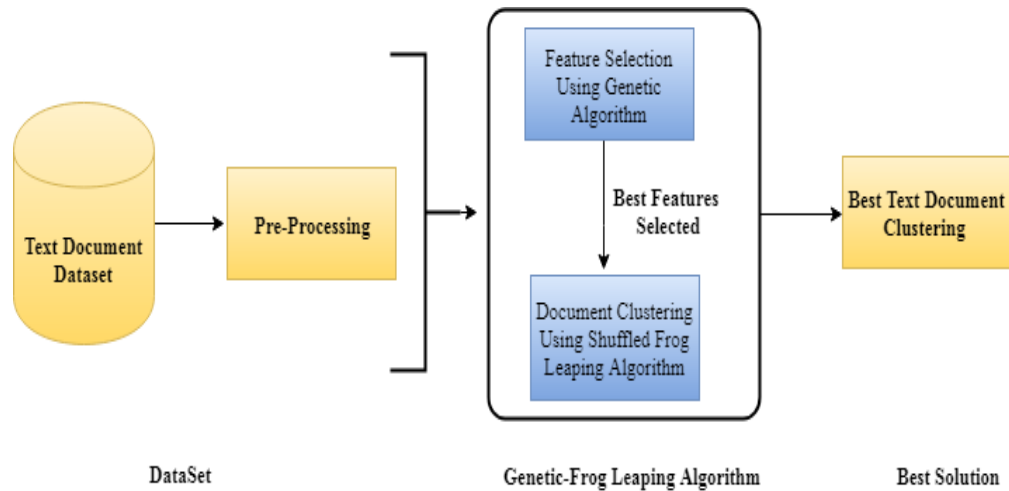 Text Document
Dataset
Pre-Processing
Feature Selection
Using Genetic
Algorithm
Best Features
Selected
Document Clustering
Using Shuffled Frog
Leaping Algorithm
Best Text Document
Clustering
DataSet
Genetic-Frog Leaping Algorithm
Best Solution